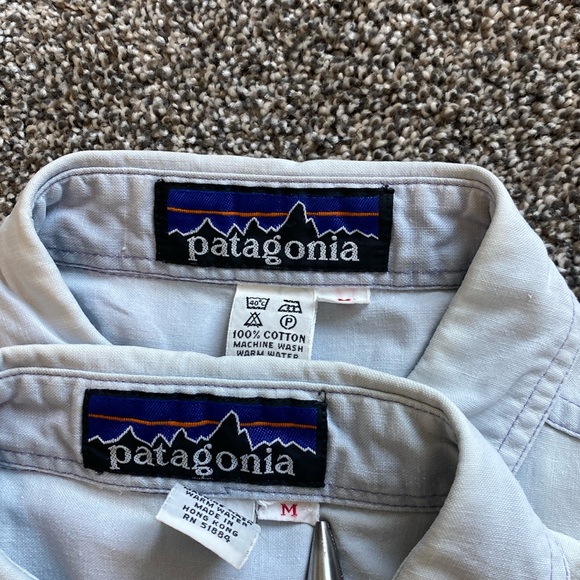 patagonia
40°C
P
100% COTTON
MACHINE WASH
WARM WATER
patagonia
WARM WATER
MADE IN
HONG KONG
RN 51884
M